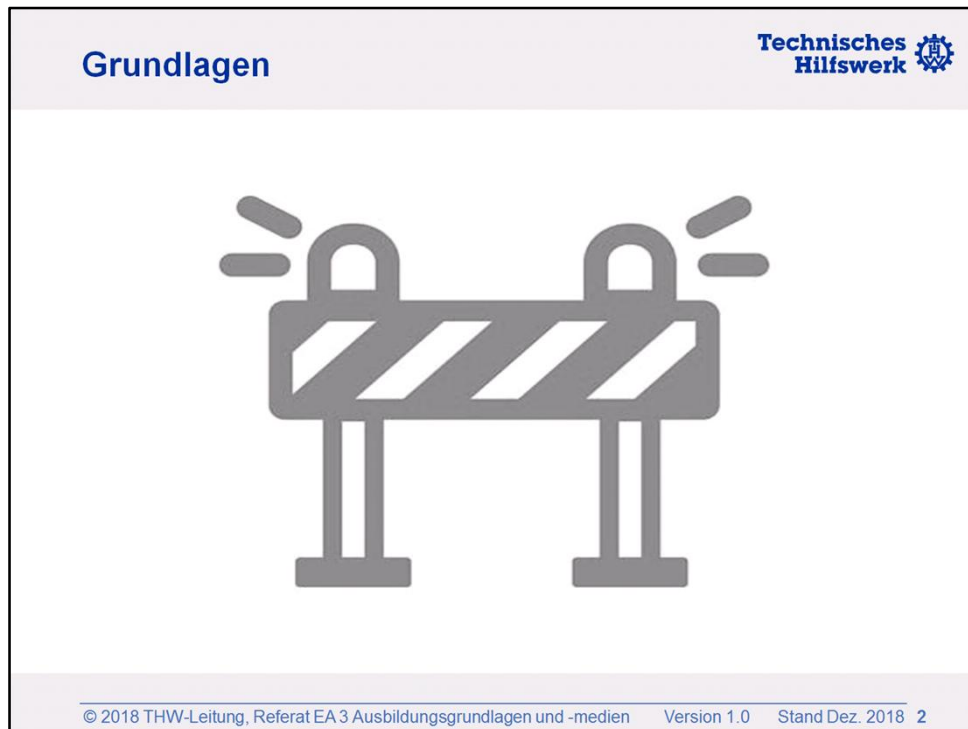 Grundlagen
Technisches
Hilfswerk
© 2018 THW-Leitung, Referat EA 3 Ausbildungsgrundlagen und -medien Version 1.0 Stand Dez. 2018 2